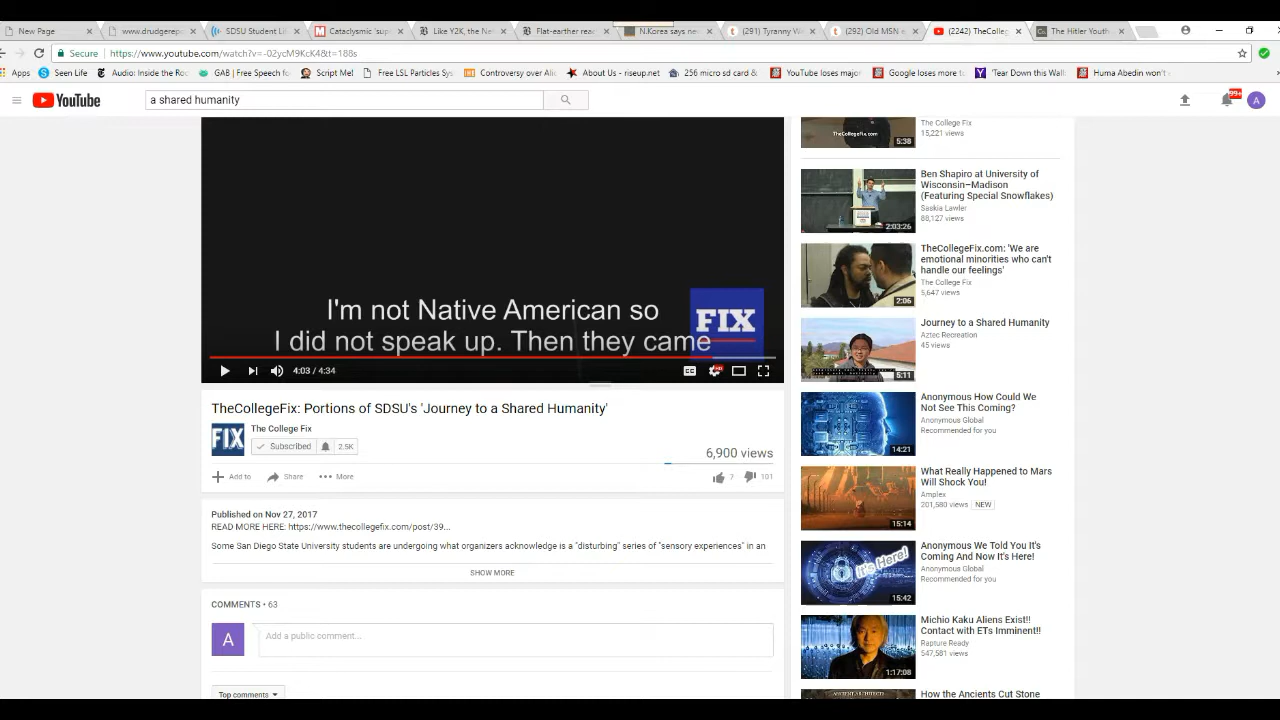 New Page
www.drudgerep
SDSU Student Li
Cataclysmic 'sup
Like Y2K, the Ne
Flat-earther read
N.Korea says nev
(291) Tyranny W
(292) Old MSN e
(2242) TheColleg
The Hitler Youth
Secure
https://www.youtube.com/watch?v=-02ycM9KcK4&t=188s
Apps
Seen Life
Audio: Inside the Ro
GAB | Free Speech fo
Script Me!
Free LSL Particles Sys
Controversy over Ali
About Us - riseup.net
256 micro sd card &
YouTube loses major
Google loses more t
'Tear Down this Wall
Huma Abedin won't
YouTube
a shared humanity
99+
A
TheCollegeFix.com
5:38
The College Fix
15,221 views
I'm not Native American so
I did not speak up. Then they came
FIX
4:03 / 4:34
CC
HD
TheCollegeFix: Portions of SDSU's 'Journey to a Shared Humanity'
FIX
The College Fix
Subscribed
2.5K
6,900 views
Add to
Share
More
7
101
Published on Nov 27, 2017
READ MORE HERE: https://www.thecollegefix.com/post/39...
Some San Diego State University students are undergoing what organizers acknowledge is a "disturbing" series of "sensory experiences" in an
SHOW MORE
COMMENTS • 63
A
Add a public comment...
Top comments
Ben Shapiro at University of
Wisconsin–Madison
(Featuring Special Snowflakes)
Saskia Lawler
88,127 views
2:03:26
TheCollegeFix.com: 'We are
emotional minorities who can't
handle our feelings'
The College Fix
5,647 views
2:06
Journey to a Shared Humanity
Aztec Recreation
45 views
5:11
Anonymous How Could We
Not See This Coming?
Anonymous Global
Recommended for you
14:21
What Really Happened to Mars
Will Shock You!
Amplex
201,580 views
NEW
15:14
Anonymous We Told You It's
Coming And Now It's Here!
Anonymous Global
Recommended for you
It's Here!
15:42
Michio Kaku Aliens Exist!!
Contact with ETs Imminent!!
Rapture Ready
547,581 views
1:17:08
How the Ancients Cut Stone